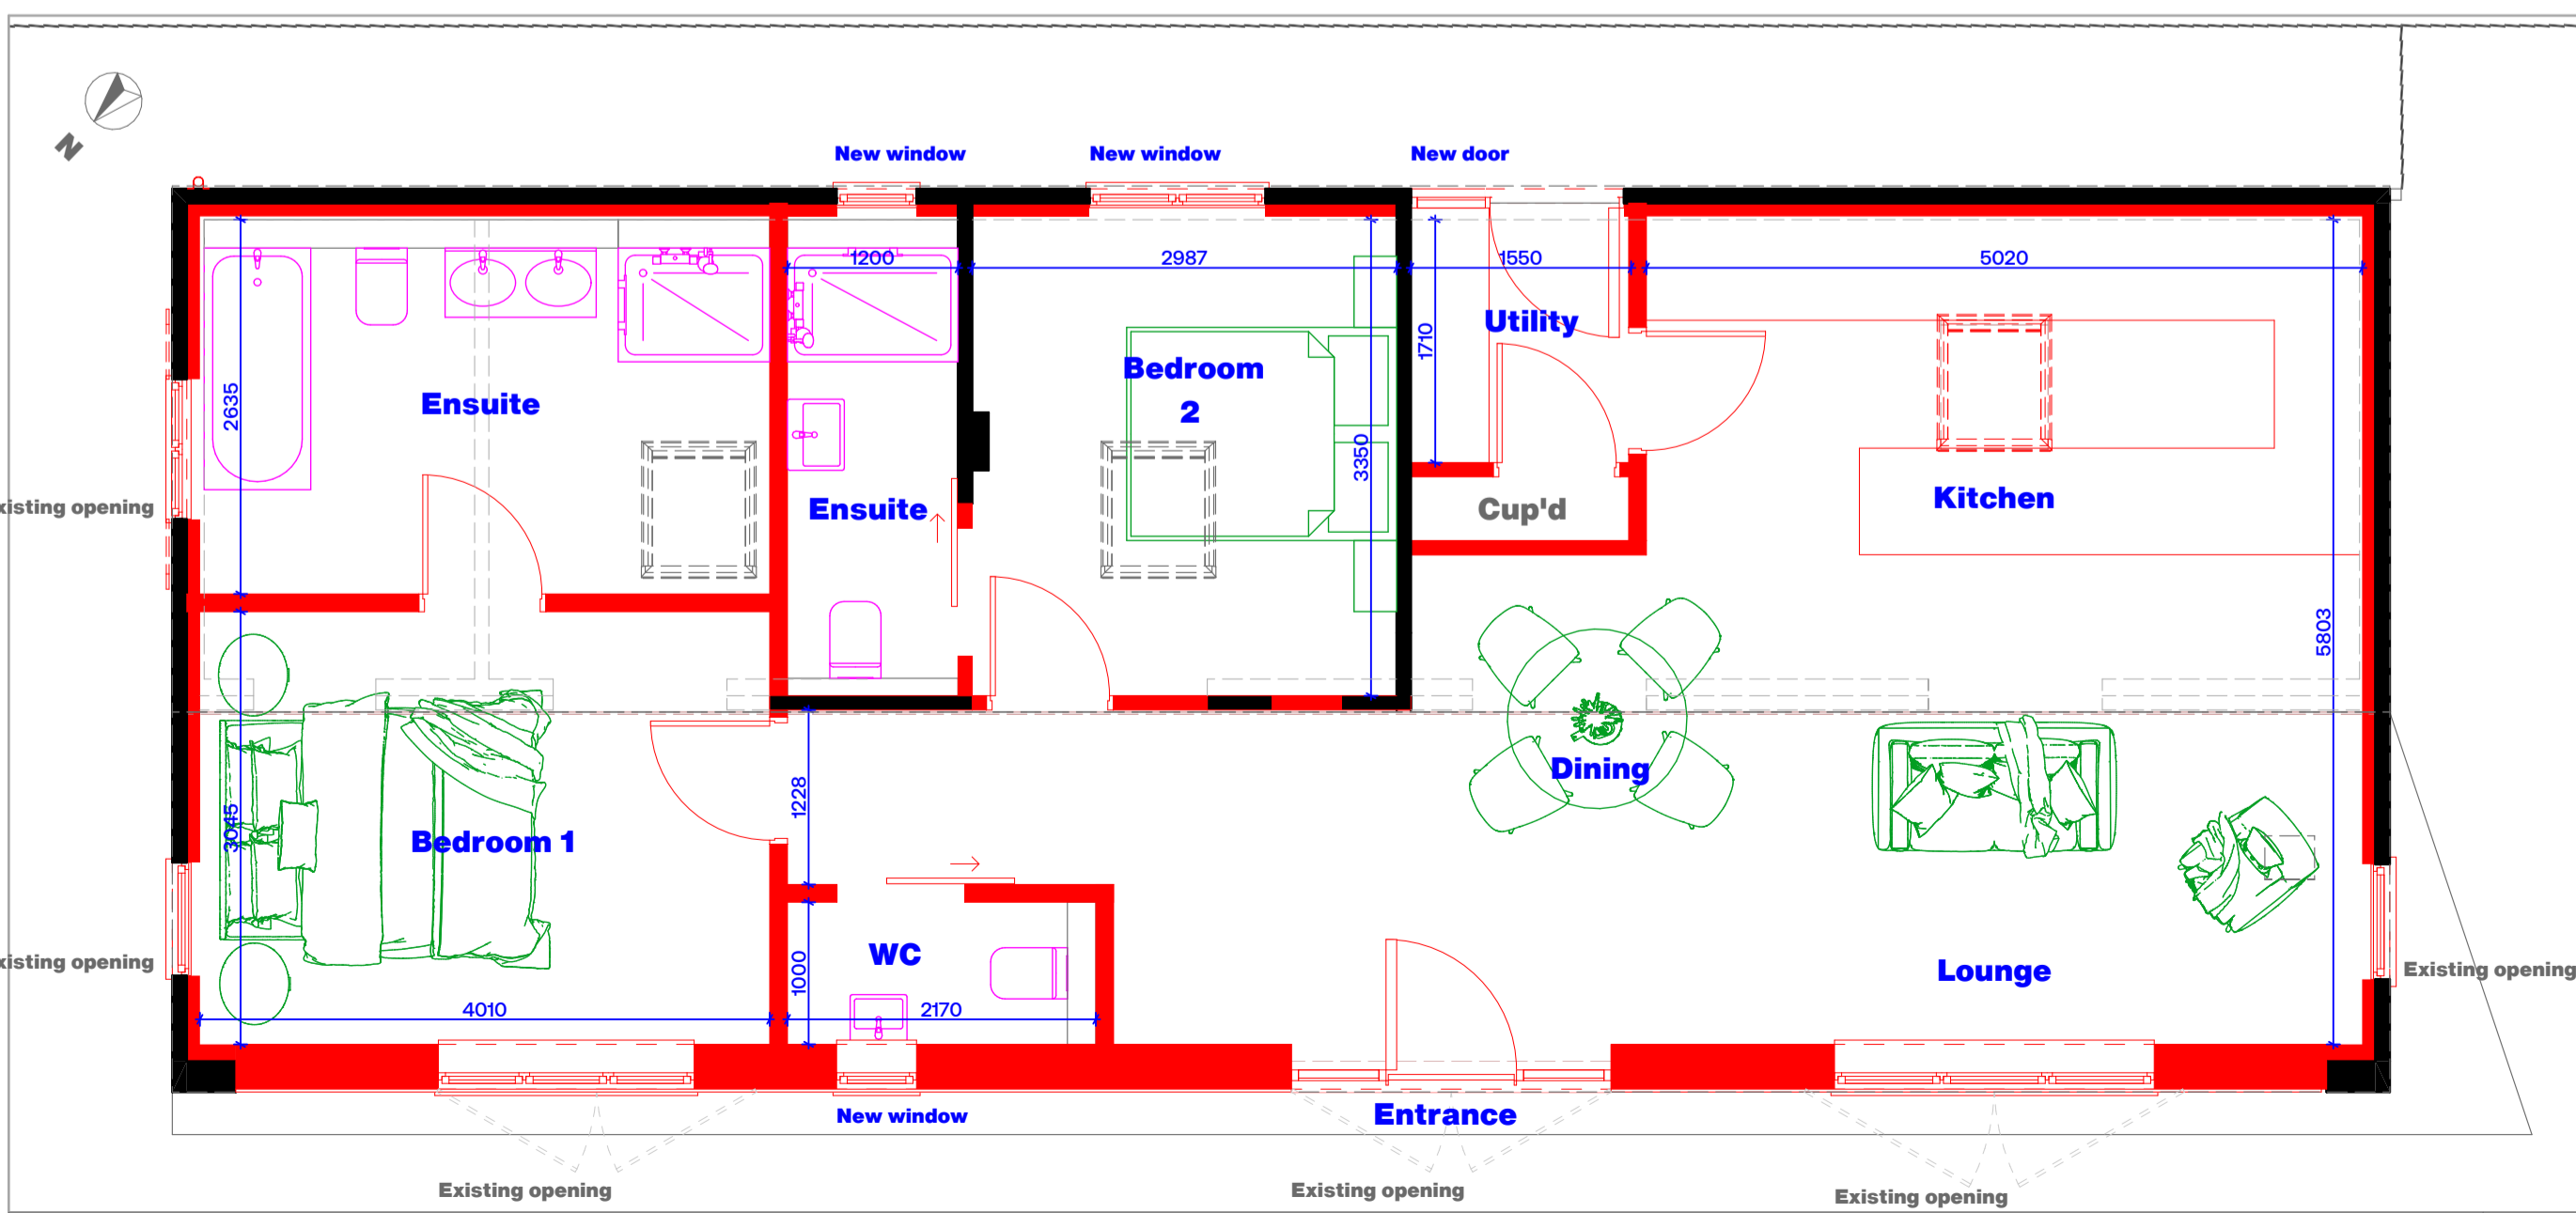 N
New window
New window
New door
1200
2987
1550
5020
Utility
1710
Bedroom
2
2635
Ensuite
3350
Kitchen
xisting opening
Ensuite
Cup'd
5803
Dining
1228
3045
Bedroom 1
WC
xisting opening
1000
Lounge
Existing opening
4010
2170
New window
Entrance
Existing opening
Existing opening
Existing opening